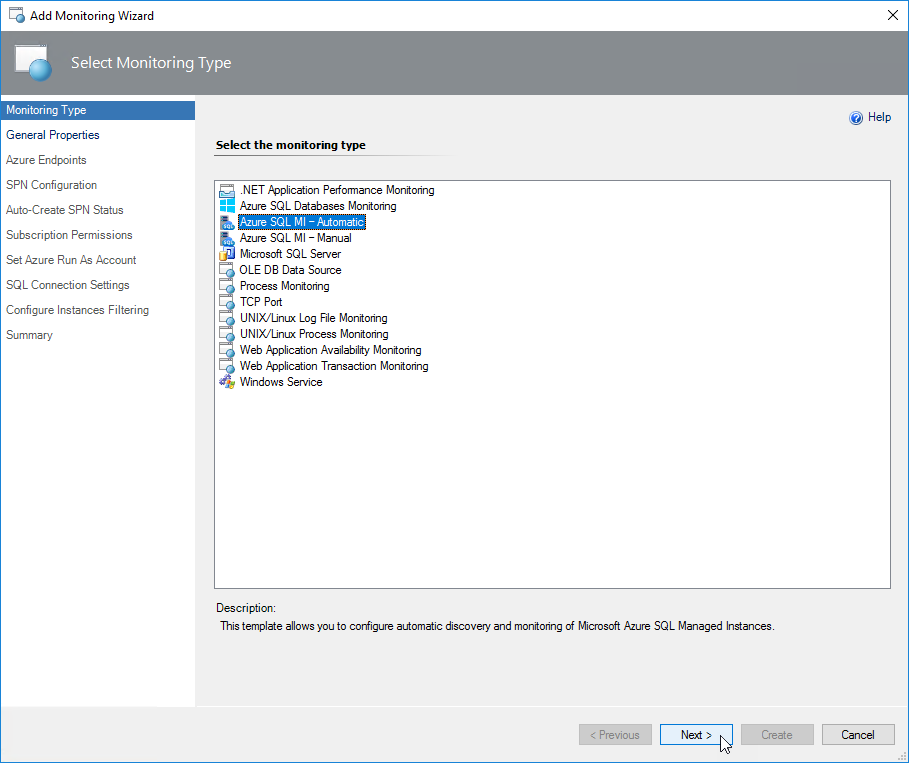 Add Monitoring Wizard
Select Monitoring Type
Monitoring Type
General Properties
Azure Endpoints
SPN Configuration
Auto-Create SPN Status
Subscription Permissions
Set Azure Run As Account
SQL Connection Settings
Configure Instances Filtering
Summary
Help
Select the monitoring type
.NET Application Performance Monitoring
Azure SQL Databases Monitoring
Azure SQL MI – Automatic
Azure SQL MI – Manual
Microsoft SQL Server
OLE DB Data Source
Process Monitoring
TCP Port
UNIX/Linux Log File Monitoring
UNIX/Linux Process Monitoring
Web Application Availability Monitoring
Web Application Transaction Monitoring
Windows Service
Description:
This template allows you to configure automatic discovery and monitoring of Microsoft Azure SQL Managed Instances.
< Previous
Next >
Create
Cancel